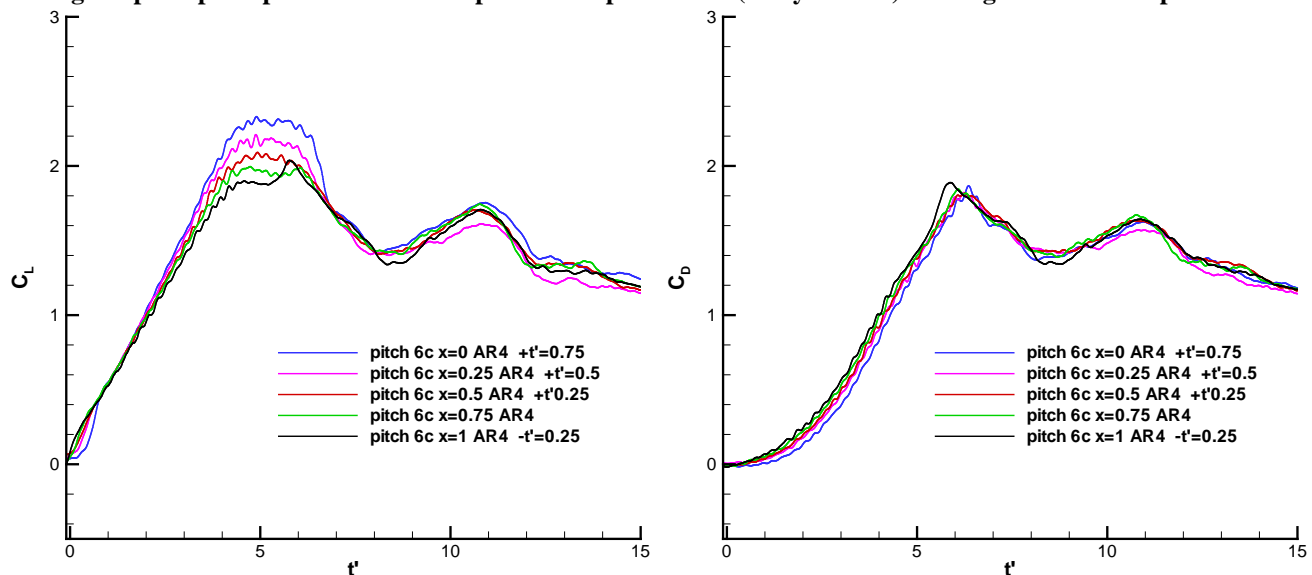 3
2
1
0
C_L
0
5
10
15
t'
pitch 6c x=0 AR4 +t'=0.75
pitch 6c x=0.25 AR4 +t'=0.5
pitch 6c x=0.5 AR4 +t'0.25
pitch 6c x=0.75 AR4
pitch 6c x=1 AR4 -t'=0.25
3
2
1
0
C_D
0
5
10
15
t'
pitch 6c x=0 AR4 +t'=0.75
pitch 6c x=0.25 AR4 +t'=0.5
pitch 6c x=0.5 AR4 +t'0.25
pitch 6c x=0.75 AR4
pitch 6c x=1 AR4 -t'=0.25